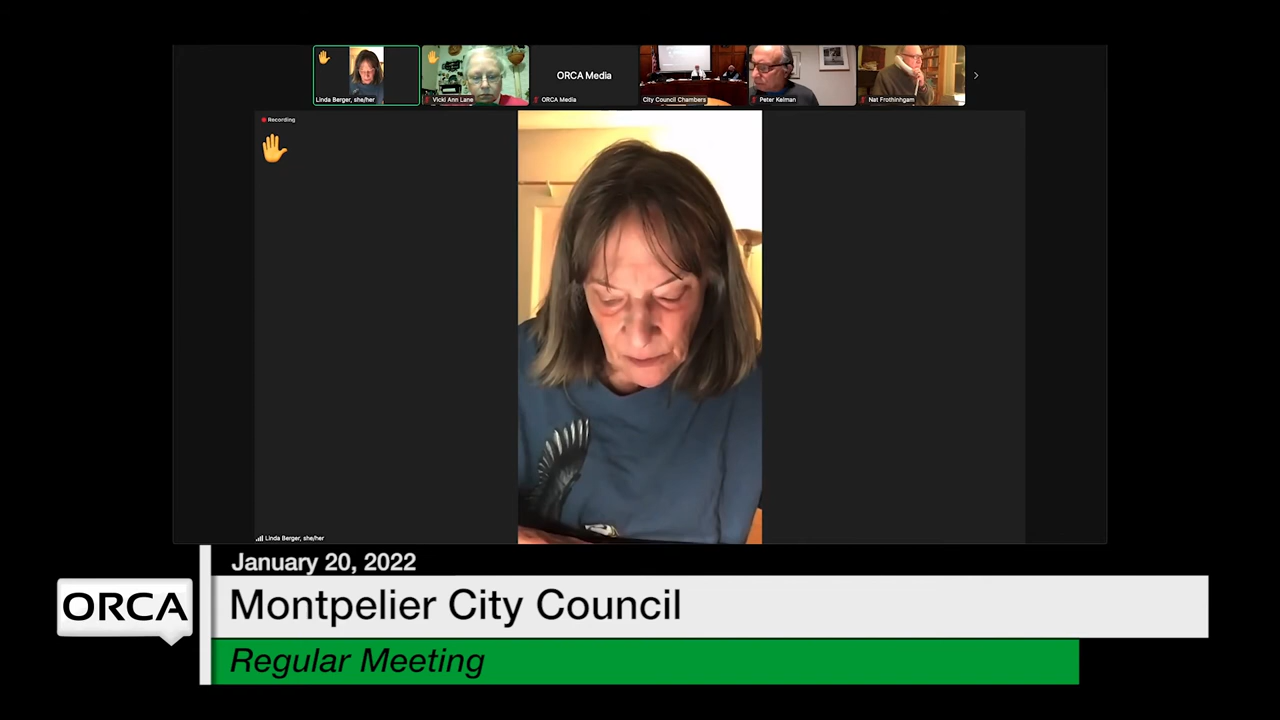 Linda Berger, she/her
Vicki Ann Lane
ORCA Media
ORCA Media
City Council Chambers
Peter Kelman
Nat Frothinhgam
Recording
Linda Berger, she/her
January 20, 2022
ORCA
Montpelier City Council
Regular Meeting